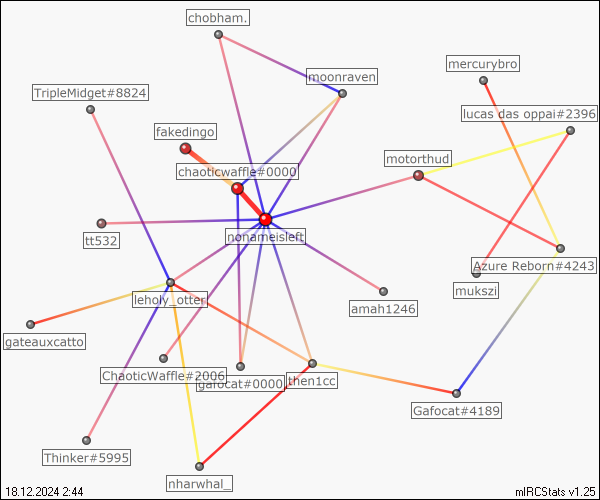 chobham.
mercurybro
moonraven
TripleMidget#8824
lucas das oppai#2396
fakedingo
motorthud
chaoticwaffle#0000
nonameisleft
tt532
Azure Reborn#4243
mukszi
leholy_otter
amah1246
gateauxcatto
ChaoticWaffle#2006
gafocat#0000
then1cc
Gafocat#4189
Thinker#5995
nharwhal_
18.12.2024 2:44
mIRCStats v1.25